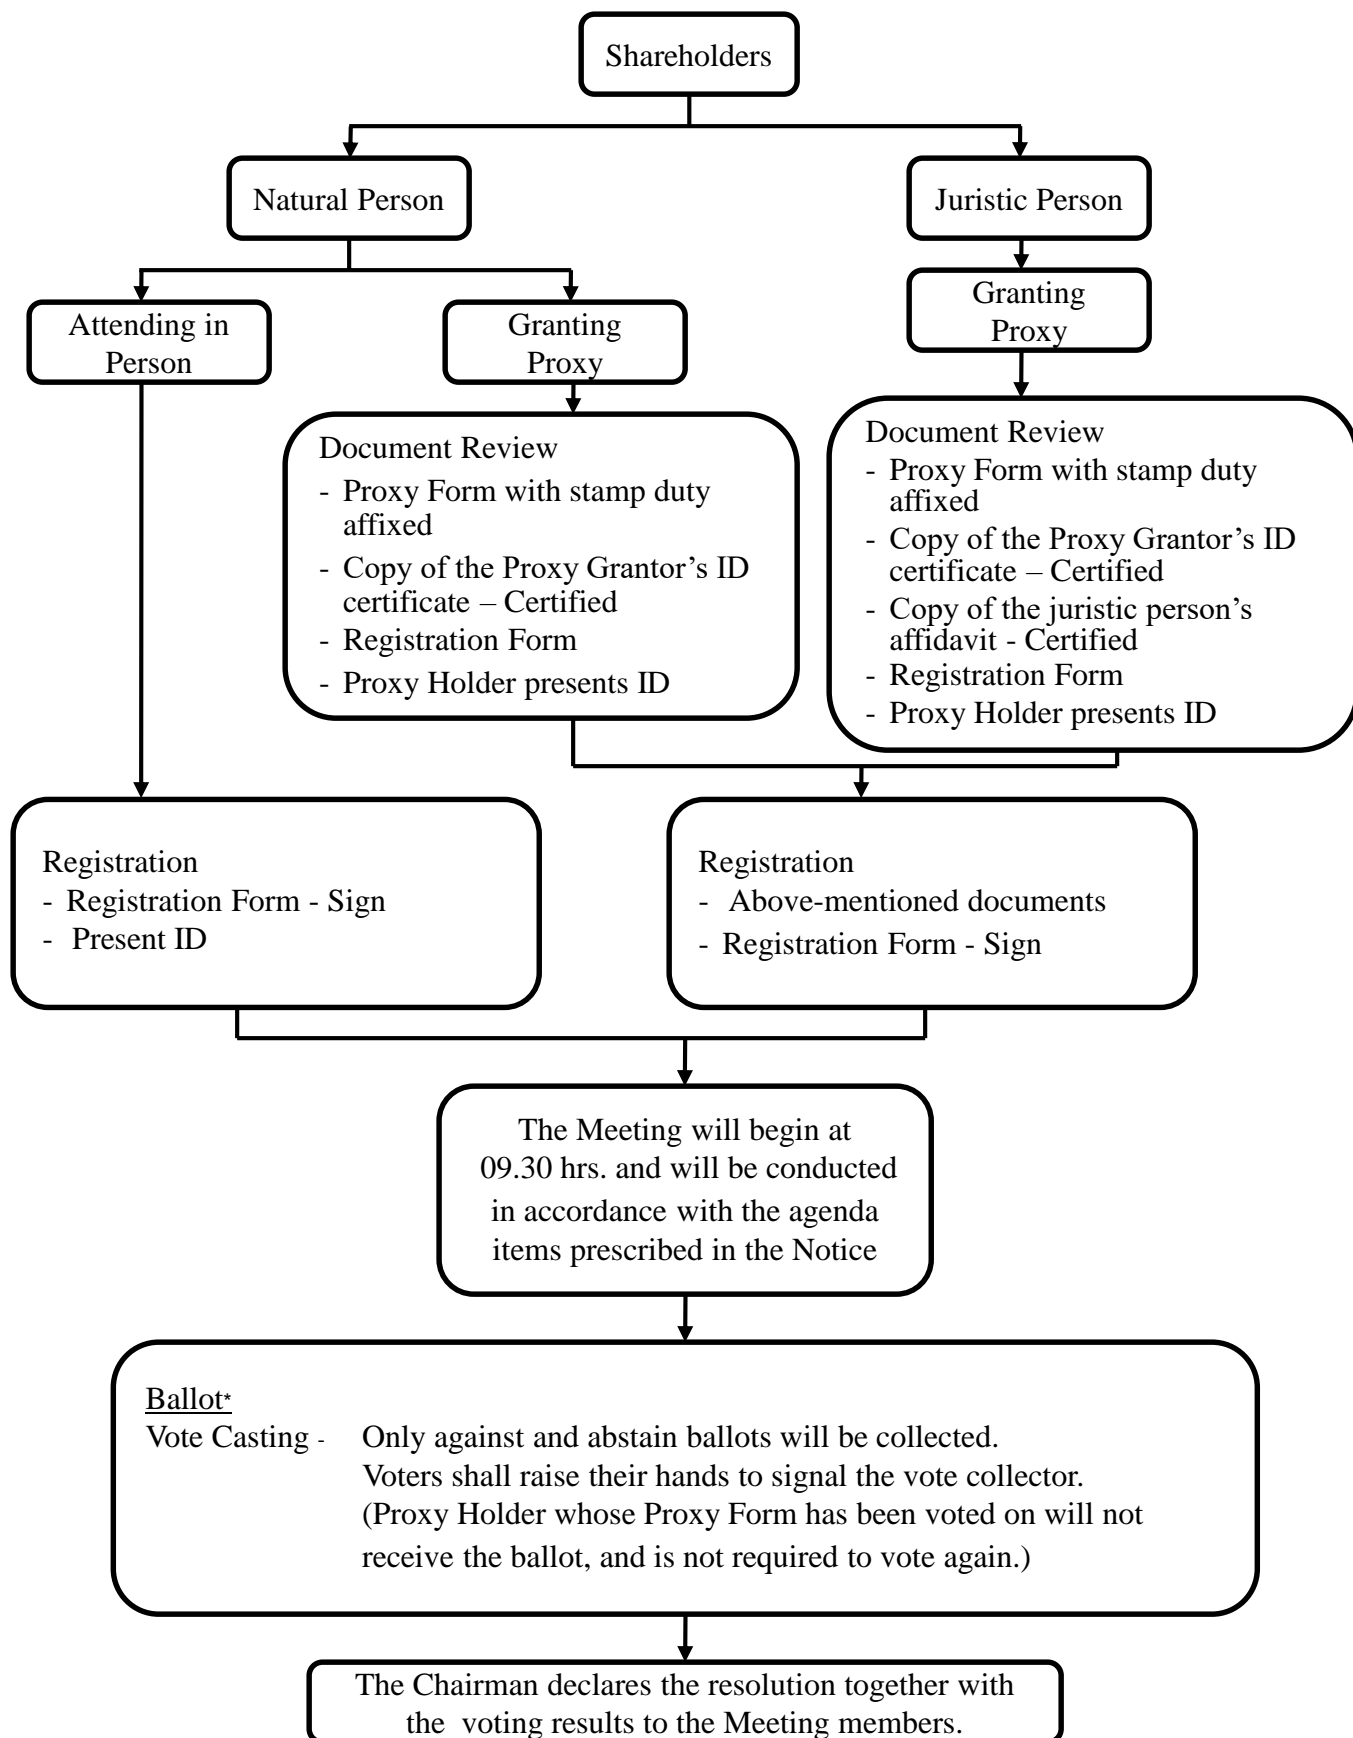 Shareholders
Natural Person
Juristic Person
Attending in
Person
Granting
Proxy
Granting
Proxy
Document Review
- Proxy Form with stamp duty
affixed
- Copy of the Proxy Grantor’s ID
certificate – Certified
- Registration Form
- Proxy Holder presents ID
Document Review
- Proxy Form with stamp duty
affixed
- Copy of the Proxy Grantor’s ID
certificate – Certified
- Copy of the juristic person’s
affidavit - Certified
- Registration Form
- Proxy Holder presents ID
Registration
- Registration Form - Sign
- Present ID
Registration
- Above-mentioned documents
- Registration Form - Sign
The Meeting will begin at
09.30 hrs. and will be conducted
in accordance with the agenda
items prescribed in the Notice
Ballot*
Vote Casting - Only against and abstain ballots will be collected.
Voters shall raise their hands to signal the vote collector.
(Proxy Holder whose Proxy Form has been voted on will not
receive the ballot, and is not required to vote again.)
The Chairman declares the resolution together with
the voting results to the Meeting members.